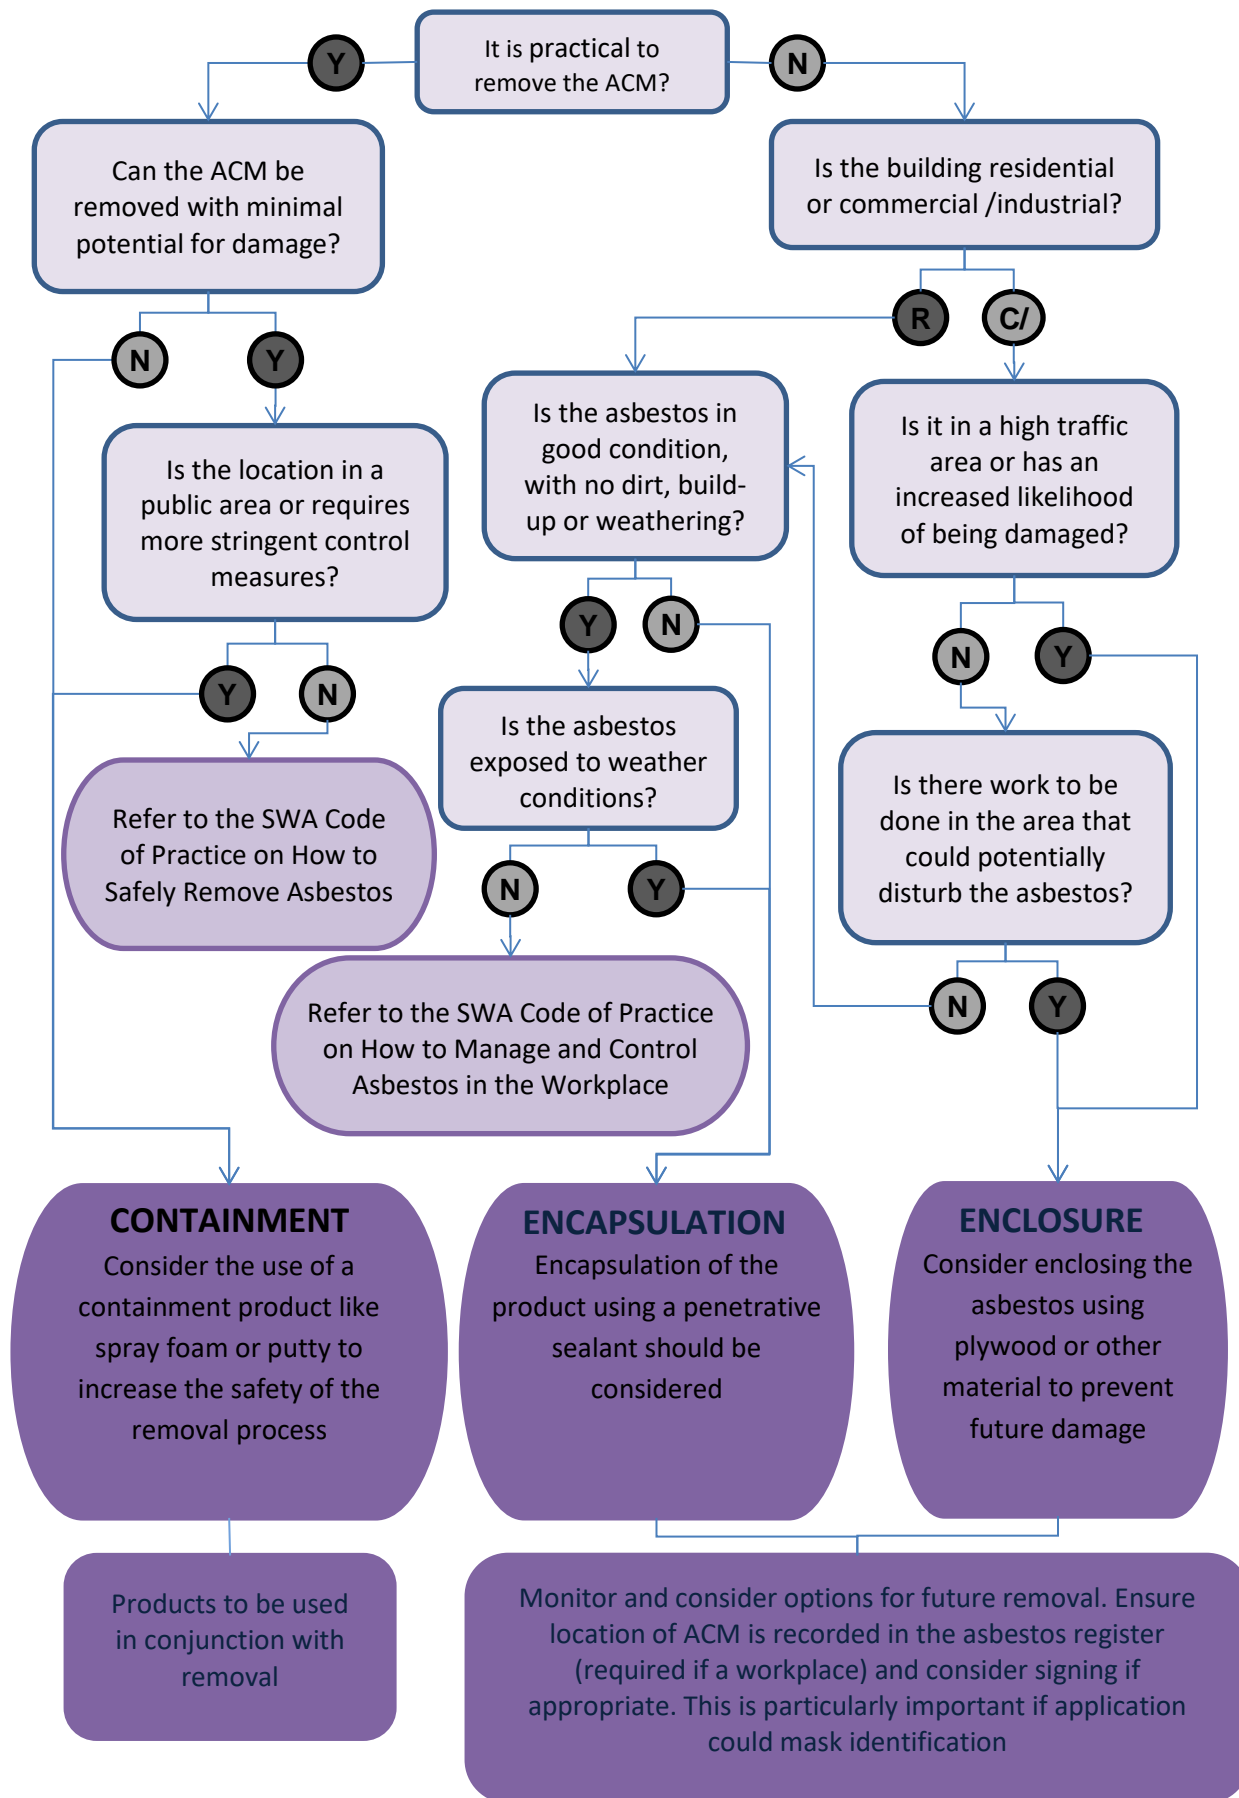 It is practical to
remove the ACM?
Y
N
Can the ACM be
removed with minimal
potential for damage?
Is the building residential
or commercial /industrial?
R
C/
N
Y
Is the asbestos in
good condition,
with no dirt, build-
up or weathering?
Is it in a high traffic
area or has an
increased likelihood
of being damaged?
Is the location in a
public area or requires
more stringent control
measures?
Y
N
N
Y
Y
N
Is the asbestos
exposed to weather
conditions?
Is there work to be
done in the area that
could potentially
disturb the asbestos?
Refer to the SWA Code
of Practice on How to
Safely Remove Asbestos
N
Y
N
Y
Refer to the SWA Code of Practice
on How to Manage and Control
Asbestos in the Workplace
CONTAINMENT
Consider the use of a
containment product like
spray foam or putty to
increase the safety of the
removal process
ENCAPSULATION
Encapsulation of the
product using a penetrative
sealant should be
considered
ENCLOSURE
Consider enclosing the
asbestos using
plywood or other
material to prevent
future damage
Products to be used
in conjunction with
removal
Monitor and consider options for future removal. Ensure
location of ACM is recorded in the asbestos register
(required if a workplace) and consider signing if
appropriate. This is particularly important if application
could mask identification